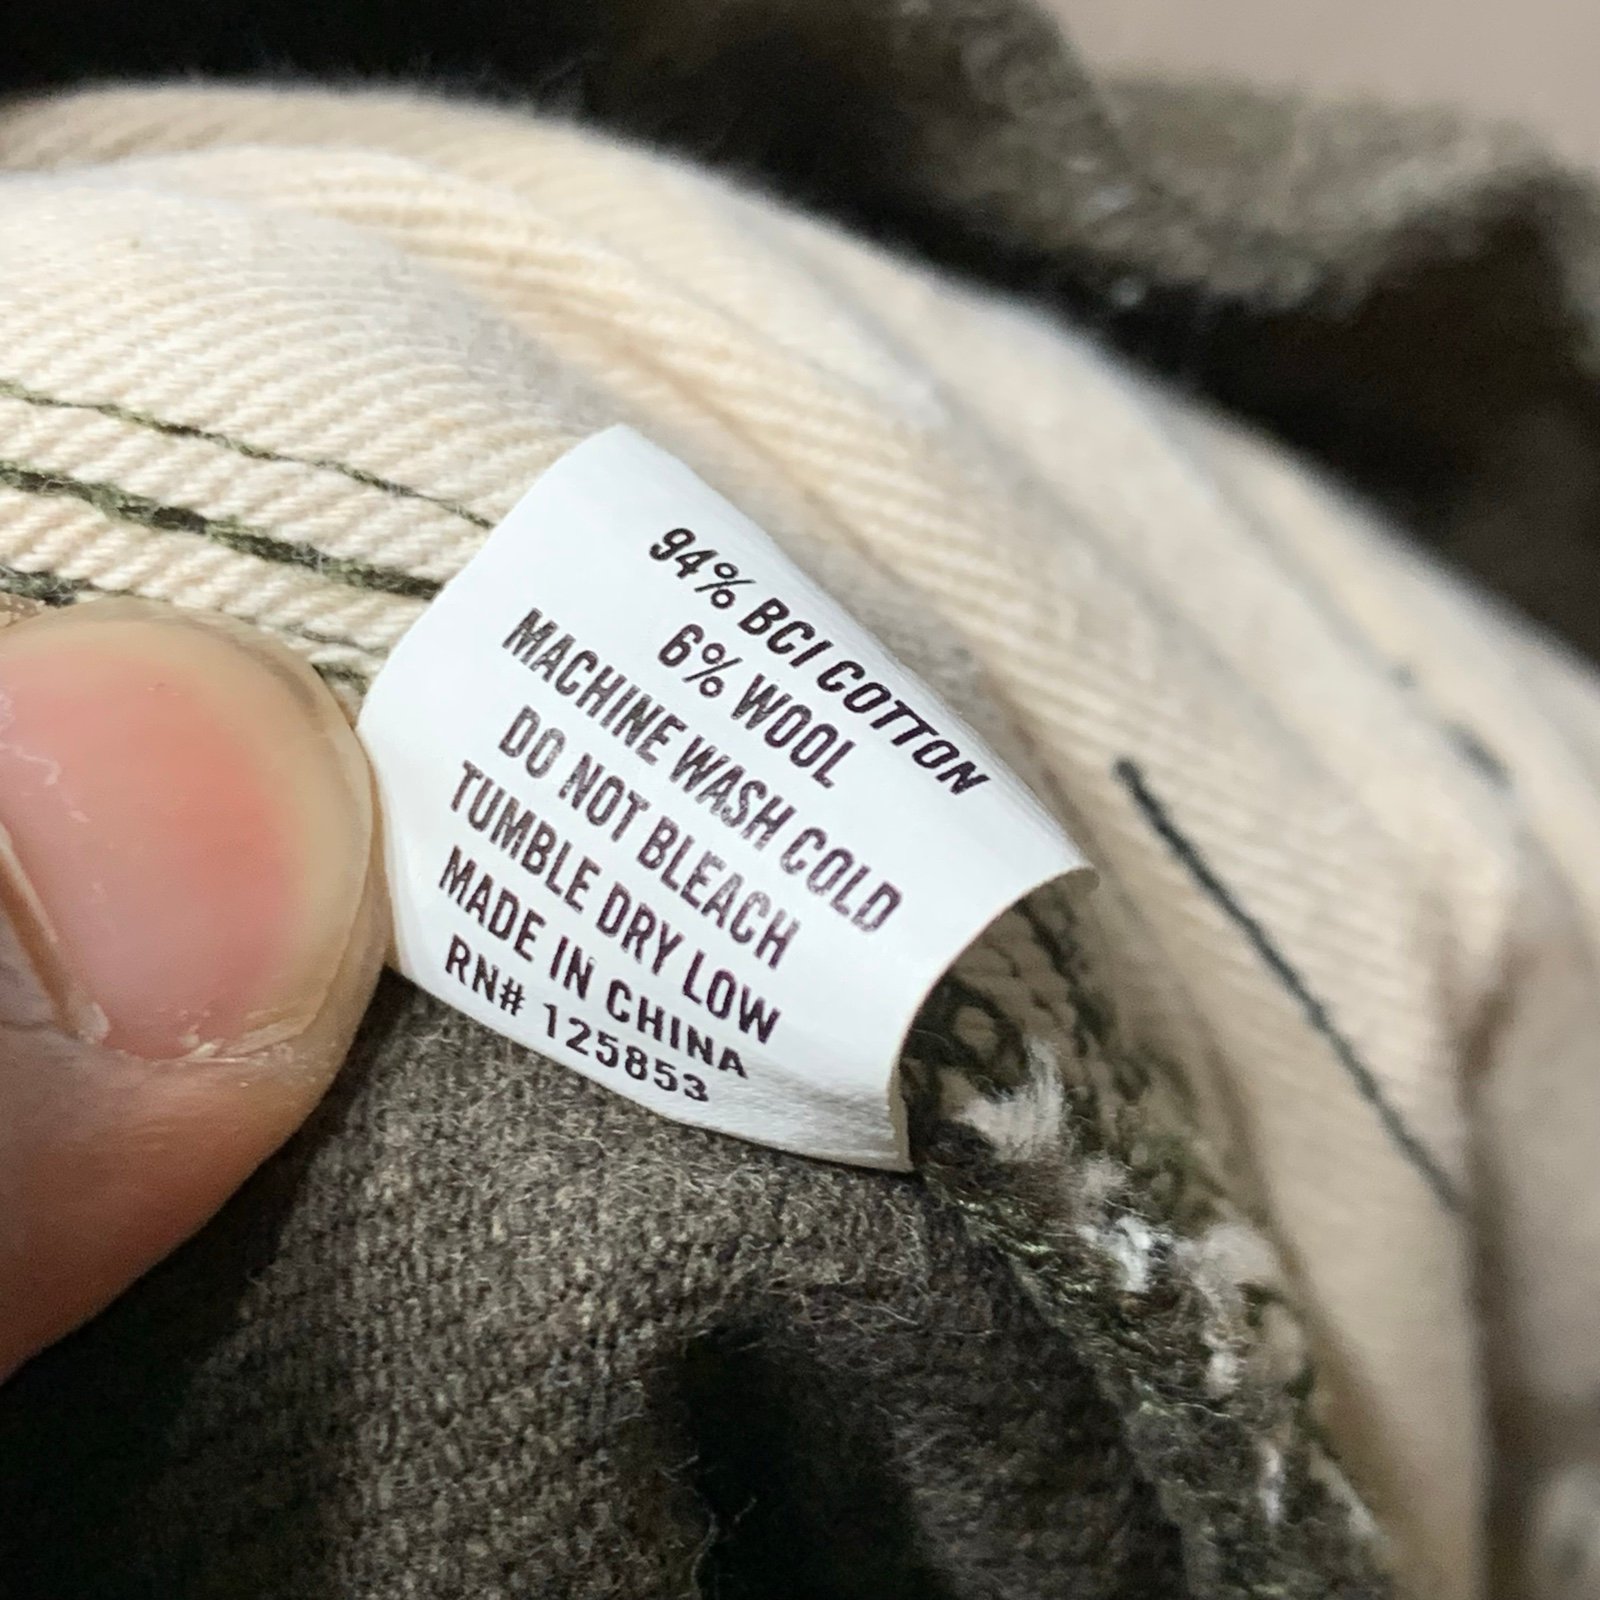 94% BCI COTTON
6% WOOL
MACHINE WASH COLD
DO NOT BLEACH
TUMBLE DRY LOW
MADE IN CHINA
RN# 125853